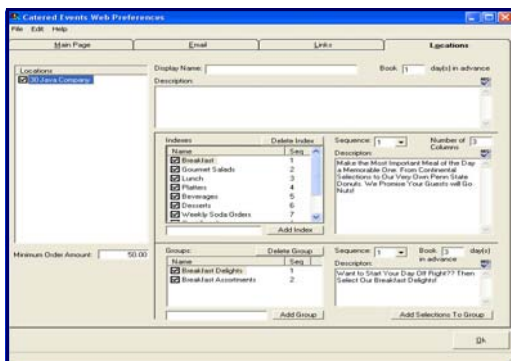 Catered Events Web Preferences
File Edit Help
Main Page Email Links Locations
Locations
30 Java Company
Display Name: Book 1 day(s) in advance
Description:
Indexes Delete Index
Name Seq
Breakfast 1
Gourmet Salads 2
Lunch 3
Platters 4
Beverages 5
Desserts 6
Weekly Soda Orders 7
Add Index
Sequence: 1 Number of Columns 3
Description:
Make the Most Important Meal of the Day
a Memorable One. From Continental
Selections to Our Very Own Penn State
Donuts. We Promise Your Guests will Go
Nuts!
Minimum Order Amount: 50.00
Groups: Delete Group
Name Seq
Breakfast Delights 1
Breakfast Assortments 2
Add Group
Sequence: 1 Book 3 day(s) in advance
Description:
Want to Start Your Day Off Right?? Then
Select Our Breakfast Delights!
Add Selections To Group
Ok